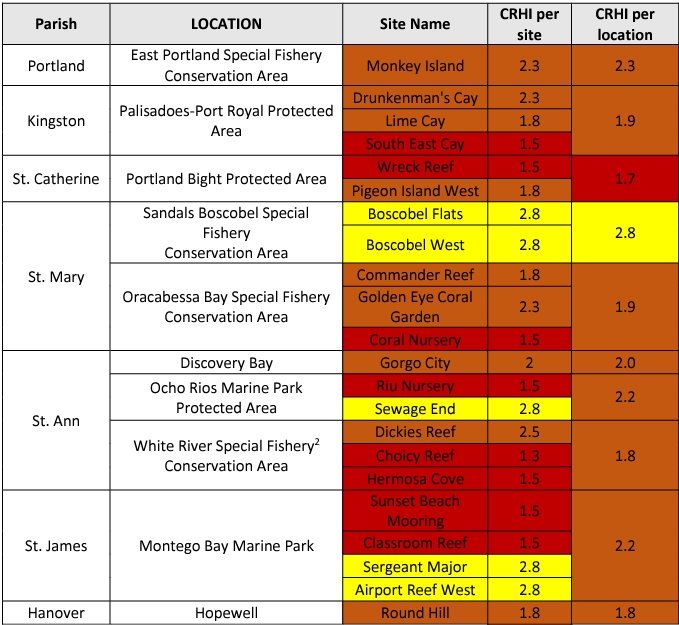 Parish LOCATION Site Name CRHI per site CRHI per location
Portland East Portland Special Fishery Conservation Area Monkey Island 2.3 2.3
Kingston Palisadoes-Port Royal Protected Area Drunkenman's Cay 2.3 1.9
Lime Cay 1.8
South East Cay 1.5
St. Catherine Portland Bight Protected Area Wreck Reef 1.5 1.7
Pigeon Island West 1.8
St. Mary Sandals Boscobel Special Fishery Conservation Area Boscobel Flats 2.8 2.8
Boscobel West 2.8
Oracabessa Bay Special Fishery Conservation Area Commander Reef 1.8 1.9
Golden Eye Coral Garden 2.3
Coral Nursery 1.5
St. Ann Discovery Bay Gorgo City 2 2.0
Ocho Rios Marine Park Protected Area Riu Nursery 1.5 2.2
Sewage End 2.8
White River Special Fishery² Conservation Area Dickies Reef 2.5 1.8
Choicy Reef 1.3
Hermosa Cove 1.5
St. James Montego Bay Marine Park Sunset Beach Mooring 1.5 2.2
Classroom Reef 1.5
Sergeant Major 2.8
Airport Reef West 2.8
Hanover Hopewell Round Hill 1.8 1.8